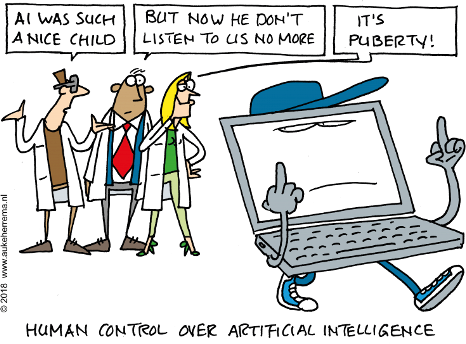 AI WAS SUCH
A NICE CHILD
BUT NOW HE DON'T
LISTEN TO US NO MORE
IT'S
PUBERTY!
© 2018 www.aukeherrema.nl
HUMAN CONTROL OVER ARTIFICIAL INTELLIGENCE